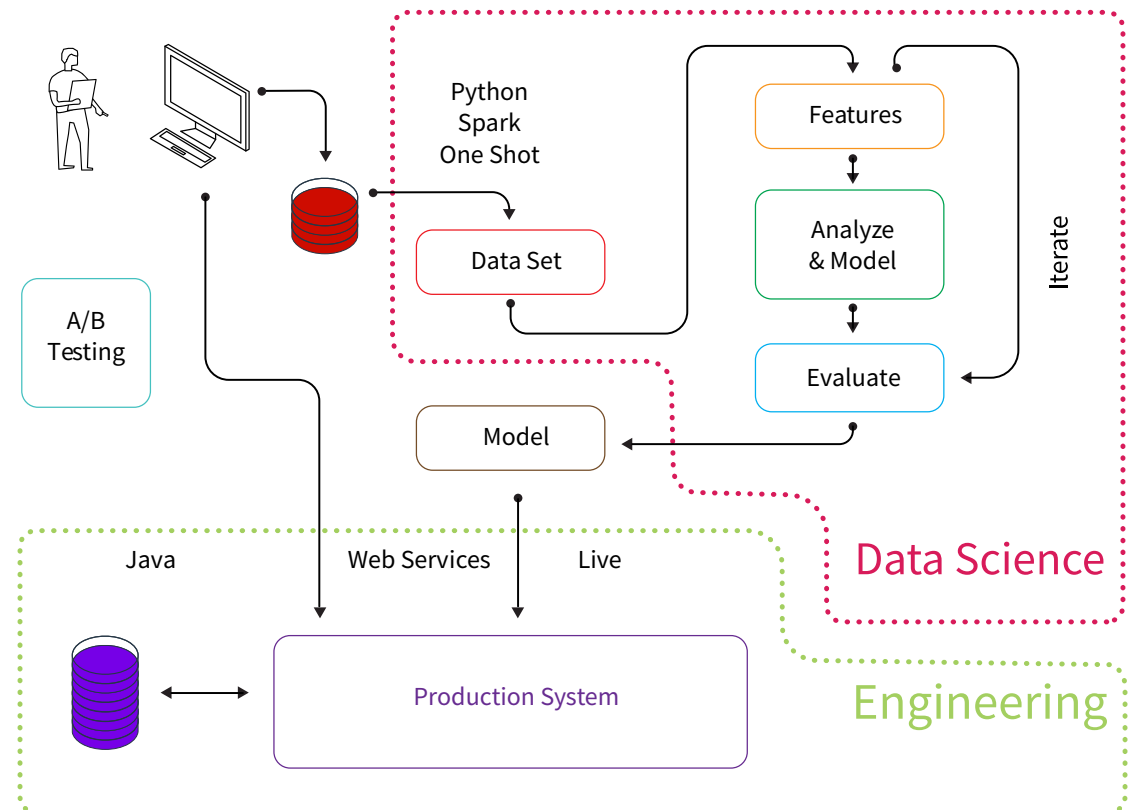 Python
Spark
One Shot
Features
Data Set
Analyze
& Model
Iterate
A/B
Testing
Evaluate
Model
Data Science
Java
Web Services
Live
Production System
Engineering